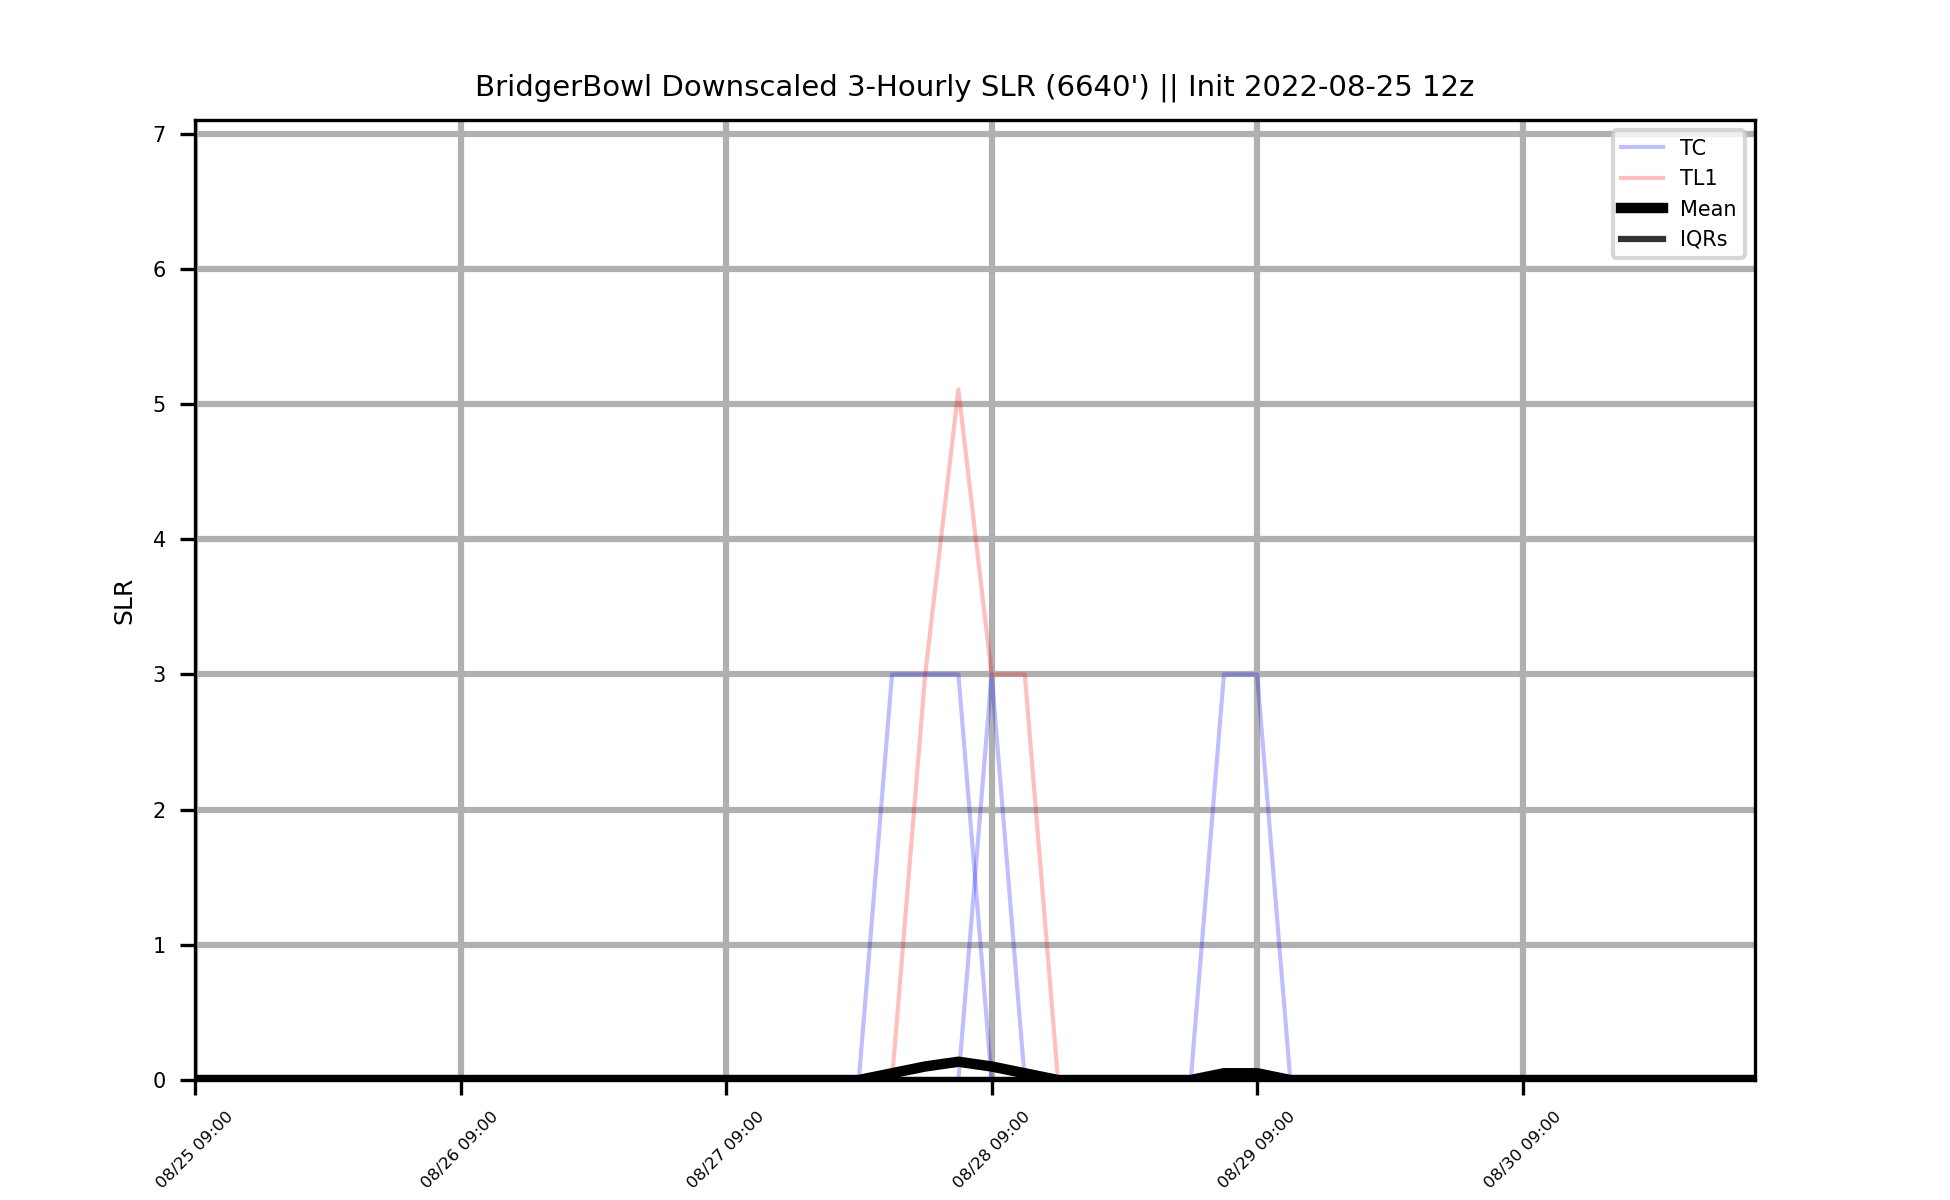 BridgerBowl Downscaled 3-Hourly SLR (6640') || Init 2022-08-25 12z
7
6
5
4
3
2
1
0
SLR
TC
TL1
Mean
IQRs
08/25 09:00
08/26 09:00
08/27 09:00
08/28 09:00
08/29 09:00
08/30 09:00